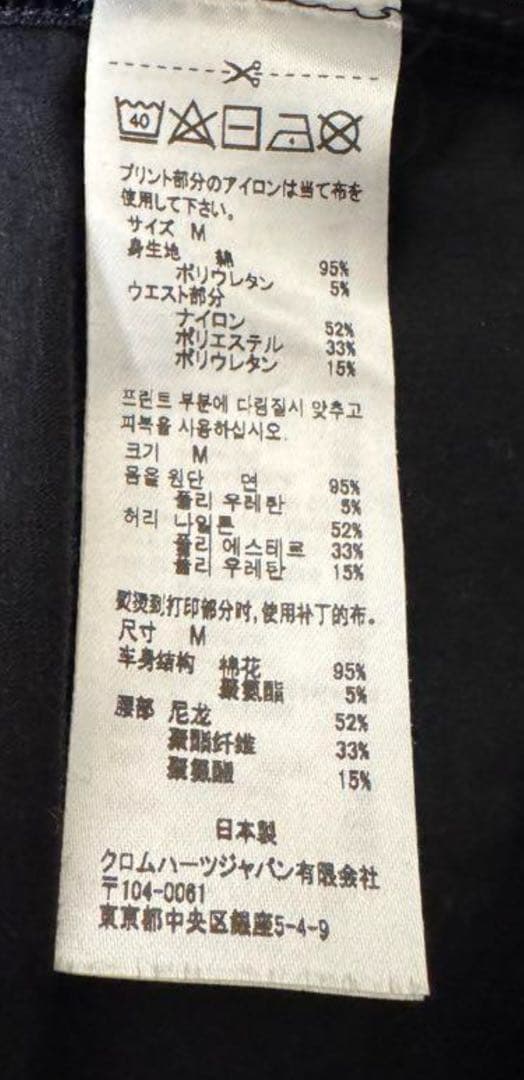 40
プリント部分のアイロンは当て布を
使用して下さい。
サイズ M
身生地 綿 95%
ポリウレタン 5%
ウエスト部分
ナイロン 52%
ポリエステル 33%
ポリウレタン 15%
프린트 부분에 다림질시 맞추고
피복을 사용하십시오.
크기 M
몸을 원단 면 95%
폴리 우레탄 5%
허리 나일론 52%
폴리 에스테르 33%
폴리 우레탄 15%
熨烫到打印部分时,使用补丁的布。
尺寸 M
车身结构 棉花 95%
聚氨酯 5%
腰部 尼龙 52%
聚酯纤维 33%
聚氨酯 15%
日本製
クロムハーツジャパン有限会社
〒104-0061
東京都中央区銀座5-4-9